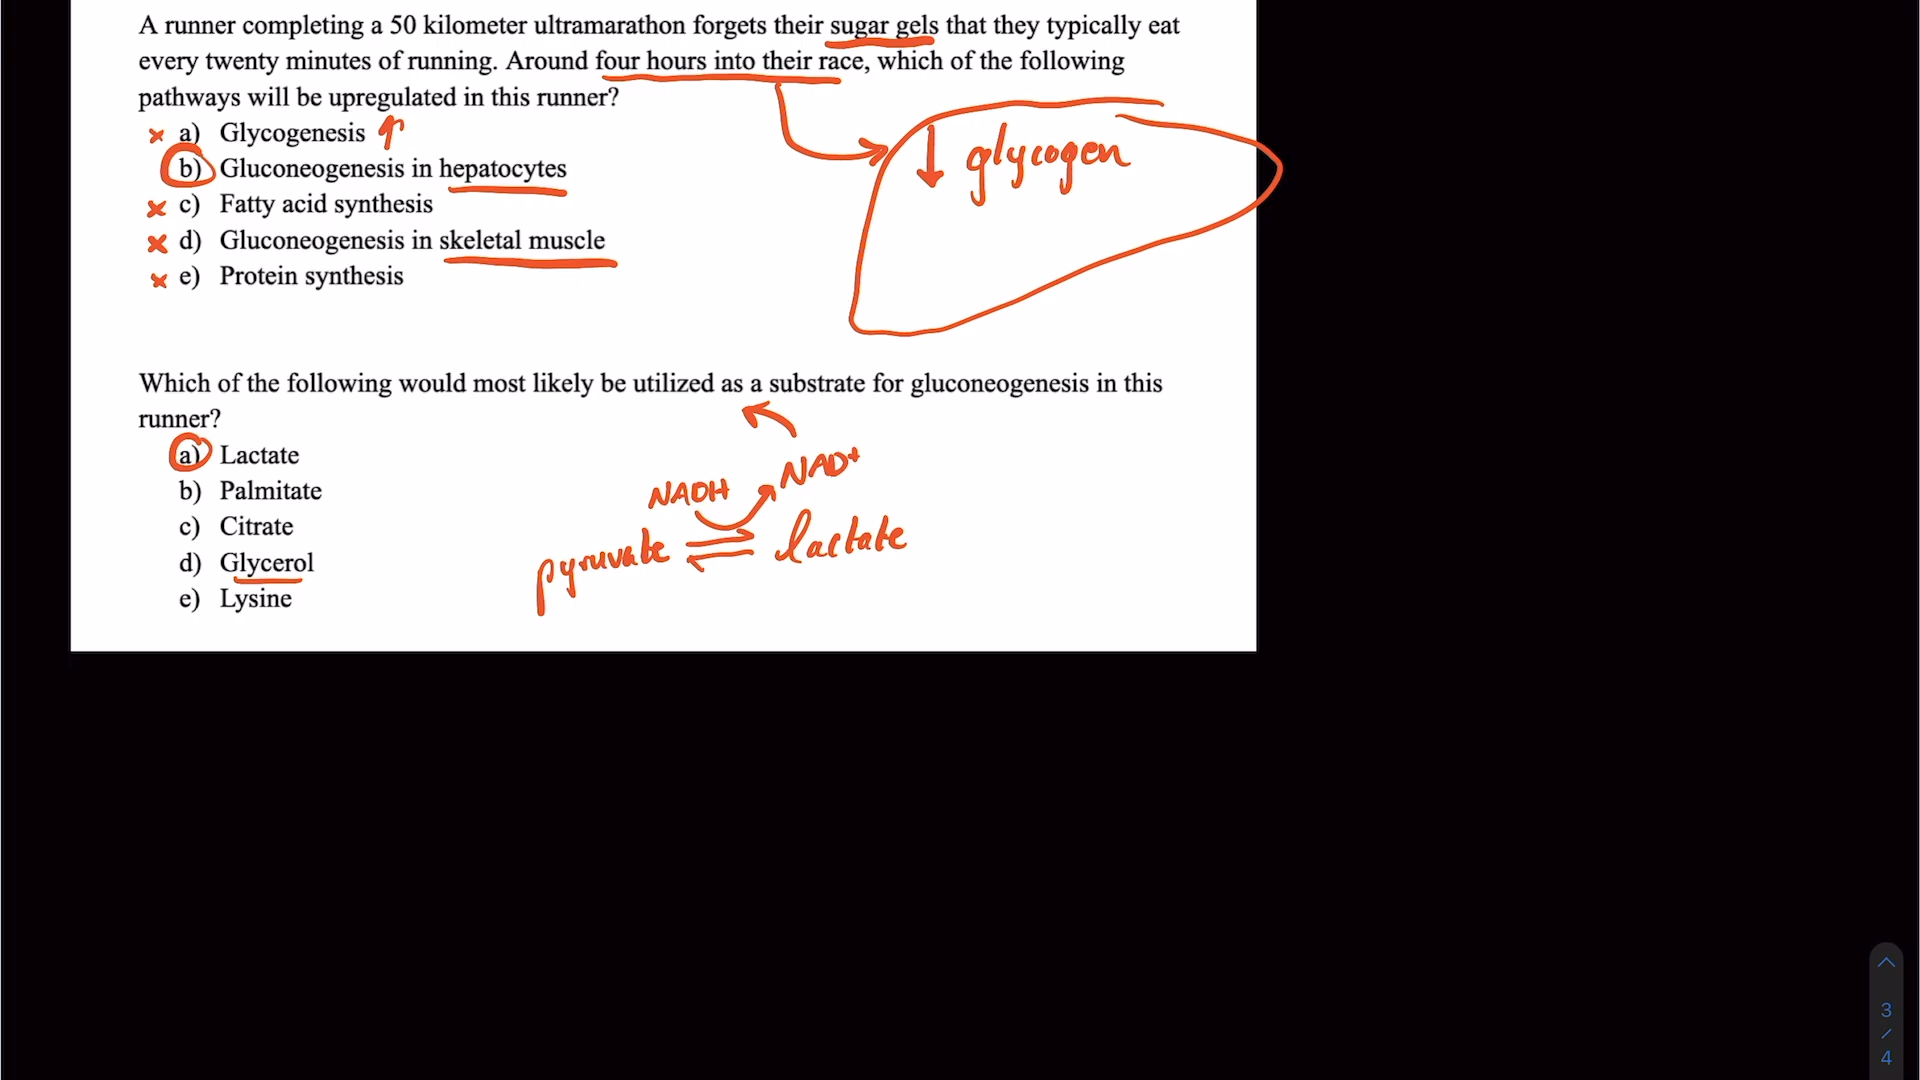 A runner completing a 50 kilometer ultramarathon forgets their sugar gels that they typically eat
every twenty minutes of running. Around four hours into their race, which of the following
pathways will be upregulated in this runner?
x a) Glycogenesis ↑
b) Gluconeogenesis in hepatocytes
x c) Fatty acid synthesis
x d) Gluconeogenesis in skeletal muscle
x e) Protein synthesis
↓ glycogen
Which of the following would most likely be utilized as a substrate for gluconeogenesis in this
runner?
a) Lactate
b) Palmitate
c) Citrate
d) Glycerol
e) Lysine
NADH NAD+
pyruvate ⇌ lactate
3
/
4